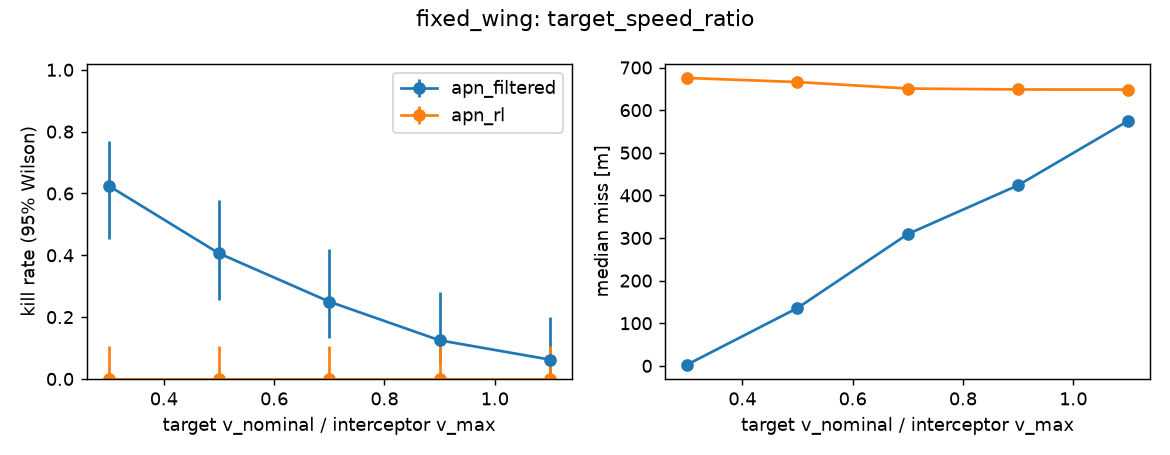 fixed_wing: target_speed_ratio
kill rate (95% Wilson)
1.0
0.8
0.6
0.4
0.2
0.0
apn_filtered
apn_rl
0.4 0.6 0.8 1.0
target v_nominal / interceptor v_max
median miss [m]
700
600
500
400
300
200
100
0
0.4 0.6 0.8 1.0
target v_nominal / interceptor v_max